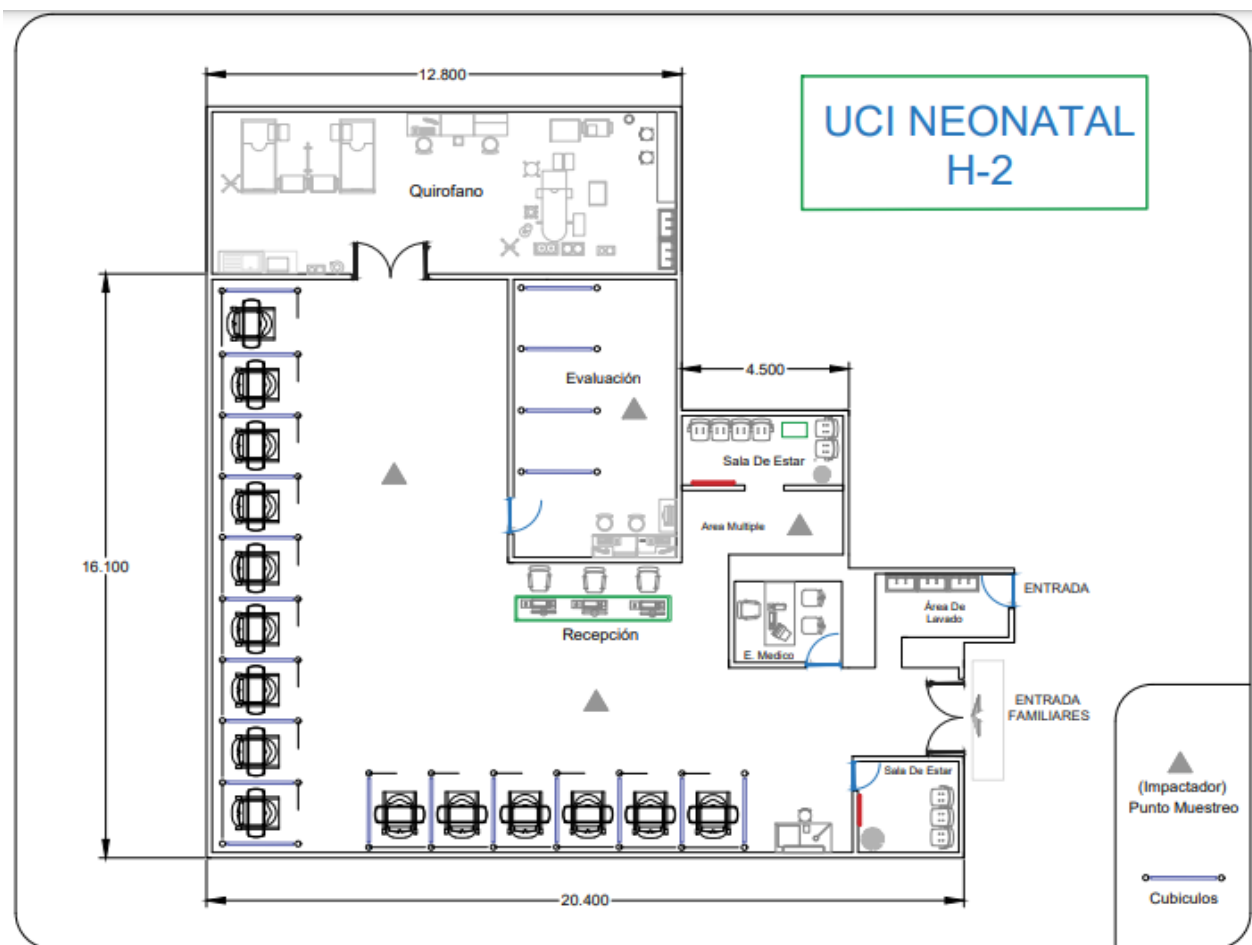 12.800
UCI NEONATAL
H-2
Quirofano
4.500
Evaluación
Sala De Estar
Area Multiple
16.100
ENTRADA
Área De
Lavado
Recepción
E. Medico
ENTRADA
FAMILIARES
Sala De Estar
(Impactador)
Punto Muestreo
Cubiculos
20.400